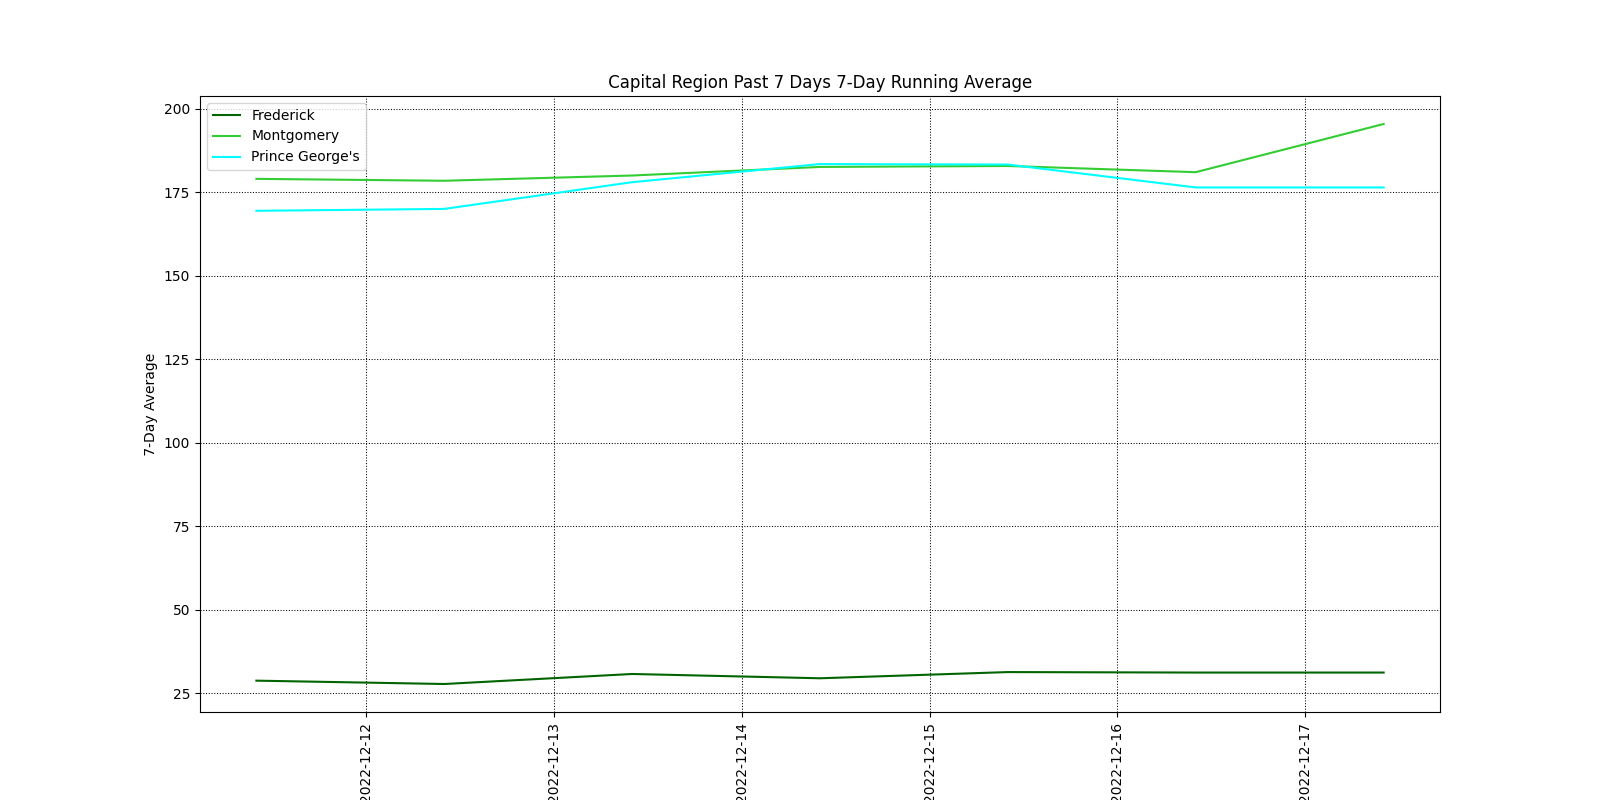 Capital Region Past 7 Days 7-Day Running Average
Frederick
Montgomery
Prince George's
7-Day Average
200
175
150
125
100
75
50
25
2022-12-12
2022-12-13
2022-12-14
2022-12-15
2022-12-16
2022-12-17